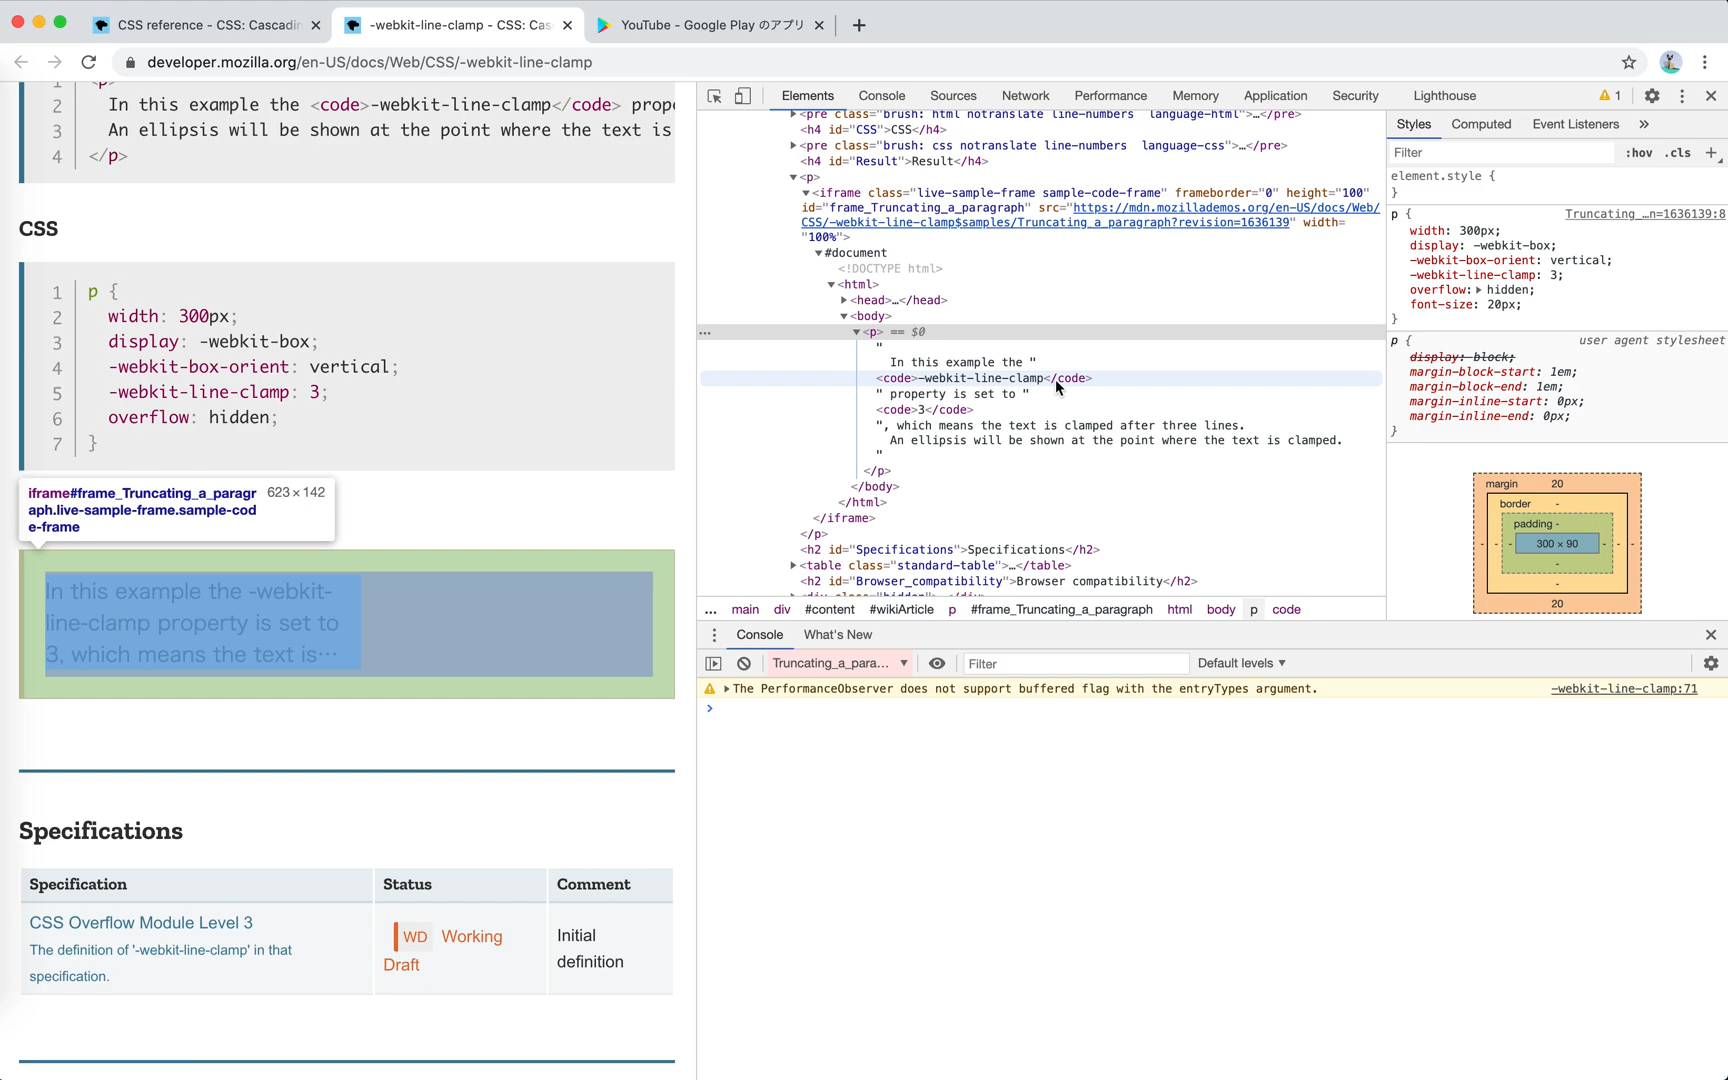 CSS reference - CSS: Cascadin
-webkit-line-clamp - CSS: Cas
YouTube - Google Play のアプリ
developer.mozilla.org/en-US/docs/Web/CSS/-webkit-line-clamp
1 <p>
2 In this example the <code>-webkit-line-clamp</code> prope
3 An ellipsis will be shown at the point where the text is
4 </p>
CSS
1 p {
2 width: 300px;
3 display: -webkit-box;
4 -webkit-box-orient: vertical;
5 -webkit-line-clamp: 3;
6 overflow: hidden;
7 }
iframe#frame_Truncating_a_paragr 623 × 142
aph.live-sample-frame.sample-cod
e-frame
In this example the -webkit-
line-clamp property is set to
3, which means the text is…
Specifications
Specification Status Comment
CSS Overflow Module Level 3
The definition of '-webkit-line-clamp' in that
specification.
WD Working
Draft
Initial
definition
Elements Console Sources Network Performance Memory Application Security Lighthouse 1
<pre class="brush: html notranslate line-numbers  language-html">…</pre>
<h4 id="CSS">CSS</h4>
<pre class="brush: css notranslate line-numbers  language-css">…</pre>
<h4 id="Result">Result</h4>
<p>
<iframe class="live-sample-frame sample-code-frame" frameborder="0" height="100"
id="frame_Truncating_a_paragraph" src="https://mdn.mozillademos.org/en-US/docs/Web/
CSS/-webkit-line-clamp$samples/Truncating_a_paragraph?revision=1636139" width=
"100%">
#document
<!DOCTYPE html>
<html>
<head>…</head>
<body>
… <p> == $0
"
In this example the "
<code>-webkit-line-clamp</code>
" property is set to "
<code>3</code>
", which means the text is clamped after three lines.
An ellipsis will be shown at the point where the text is clamped.
"
</p>
</body>
</html>
</iframe>
</p>
<h2 id="Specifications">Specifications</h2>
<table class="standard-table">…</table>
<h2 id="Browser_compatibility">Browser compatibility</h2>
<div class="hidden">…</div>
… main div #content #wikiArticle p #frame_Truncating_a_paragraph html body p code
Styles Computed Event Listeners »
Filter :hov .cls +
element.style {
}
p { Truncating_…n=1636139:8
width: 300px;
display: -webkit-box;
-webkit-box-orient: vertical;
-webkit-line-clamp: 3;
overflow: hidden;
font-size: 20px;
}
p { user agent stylesheet
display: block;
margin-block-start: 1em;
margin-block-end: 1em;
margin-inline-start: 0px;
margin-inline-end: 0px;
}
margin 20
border -
padding -
- - - 300 × 90 - - -
-
-
20
Console What's New
Truncating_a_para… Filter Default levels
The PerformanceObserver does not support buffered flag with the entryTypes argument. -webkit-line-clamp:71